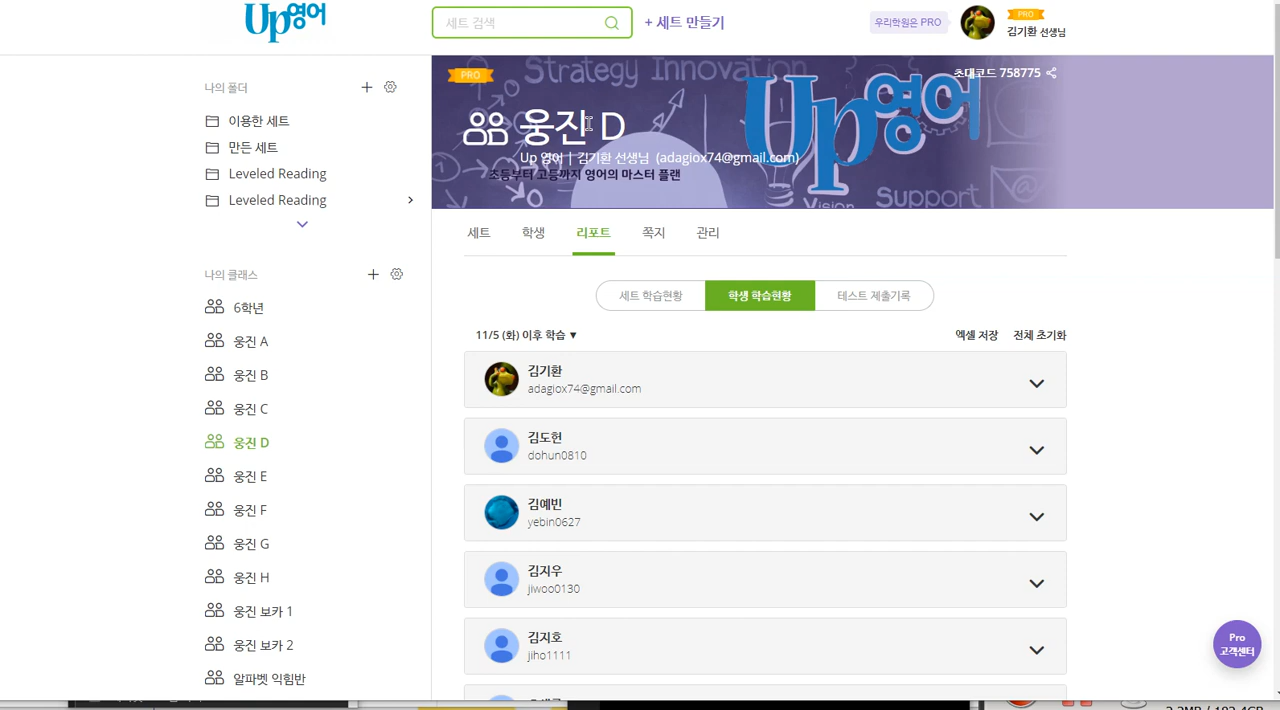 Up영어
세트 검색
+ 세트 만들기
우리학원은 PRO
PRO
김기환 선생님
나의 폴더
이용한 세트
만든 세트
Leveled Reading
Leveled Reading
나의 클래스
6학년
웅진 A
웅진 B
웅진 C
웅진 D
웅진 E
웅진 F
웅진 G
웅진 H
웅진 보카 1
웅진 보카 2
알파벳 익힘반
PRO
Strategy Innovation
초대코드 758775
웅진 D
Up영어
Up 영어 | 김기환 선생님 (adagiox74@gmail.com)
초등부터 고등까지 영어의 마스터 플랜
Vision
Support
세트 학생 리포트 쪽지 관리
세트 학습현황 학생 학습현황 테스트 제출기록
11/5 (화) 이후 학습 ▼
엑셀 저장 전체 초기화
김기환
adagiox74@gmail.com
김도헌
dohun0810
김예빈
yebin0627
김지우
jiwoo0130
김지호
jiho1111
Pro
고객센터